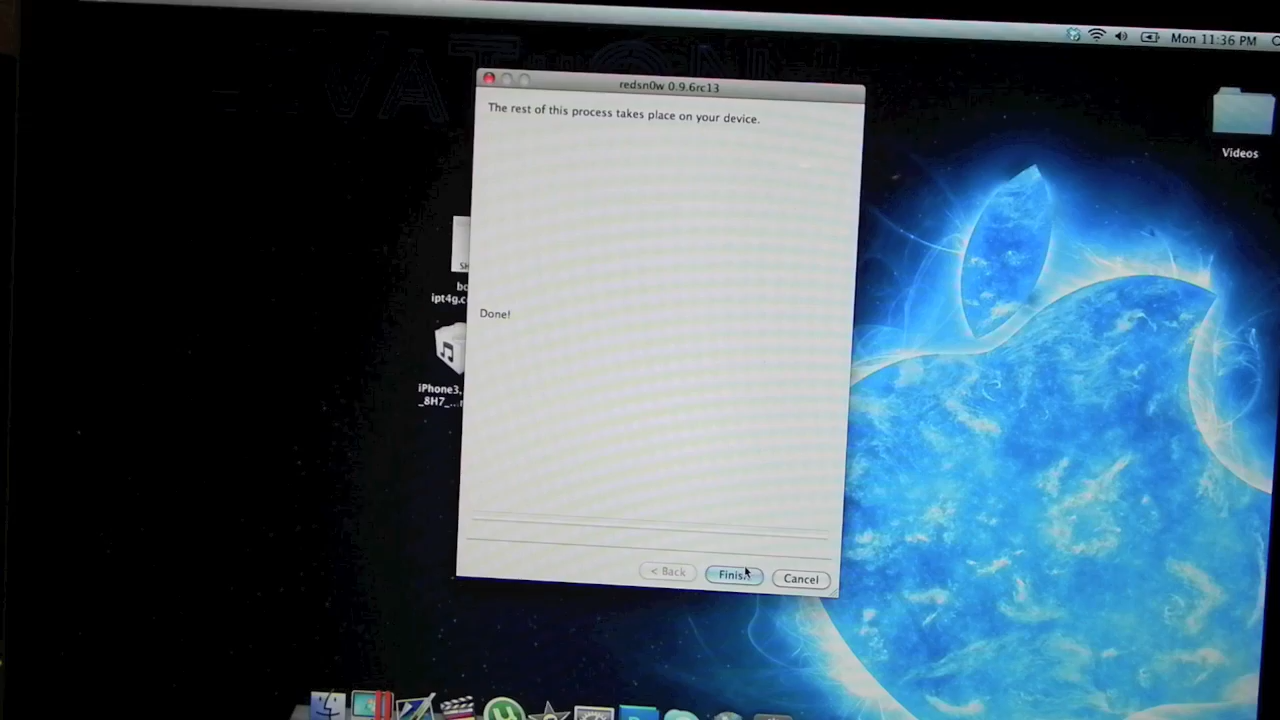 Mon 11:36 PM
redsn0w 0.9.6rc13
The rest of this process takes place on your device.
Videos
ipt4g.c
Done!
iPhone3,
_8H7_...
< Back
Finish
Cancel